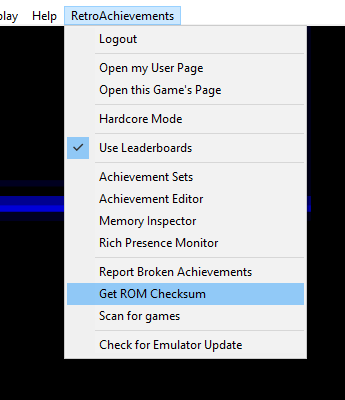 Help RetroAchievements
Logout
Open my User Page
Open this Game's Page
Hardcore Mode
Use Leaderboards
Achievement Sets
Achievement Editor
Memory Inspector
Rich Presence Monitor
Report Broken Achievements
Get ROM Checksum
Scan for games
Check for Emulator Update